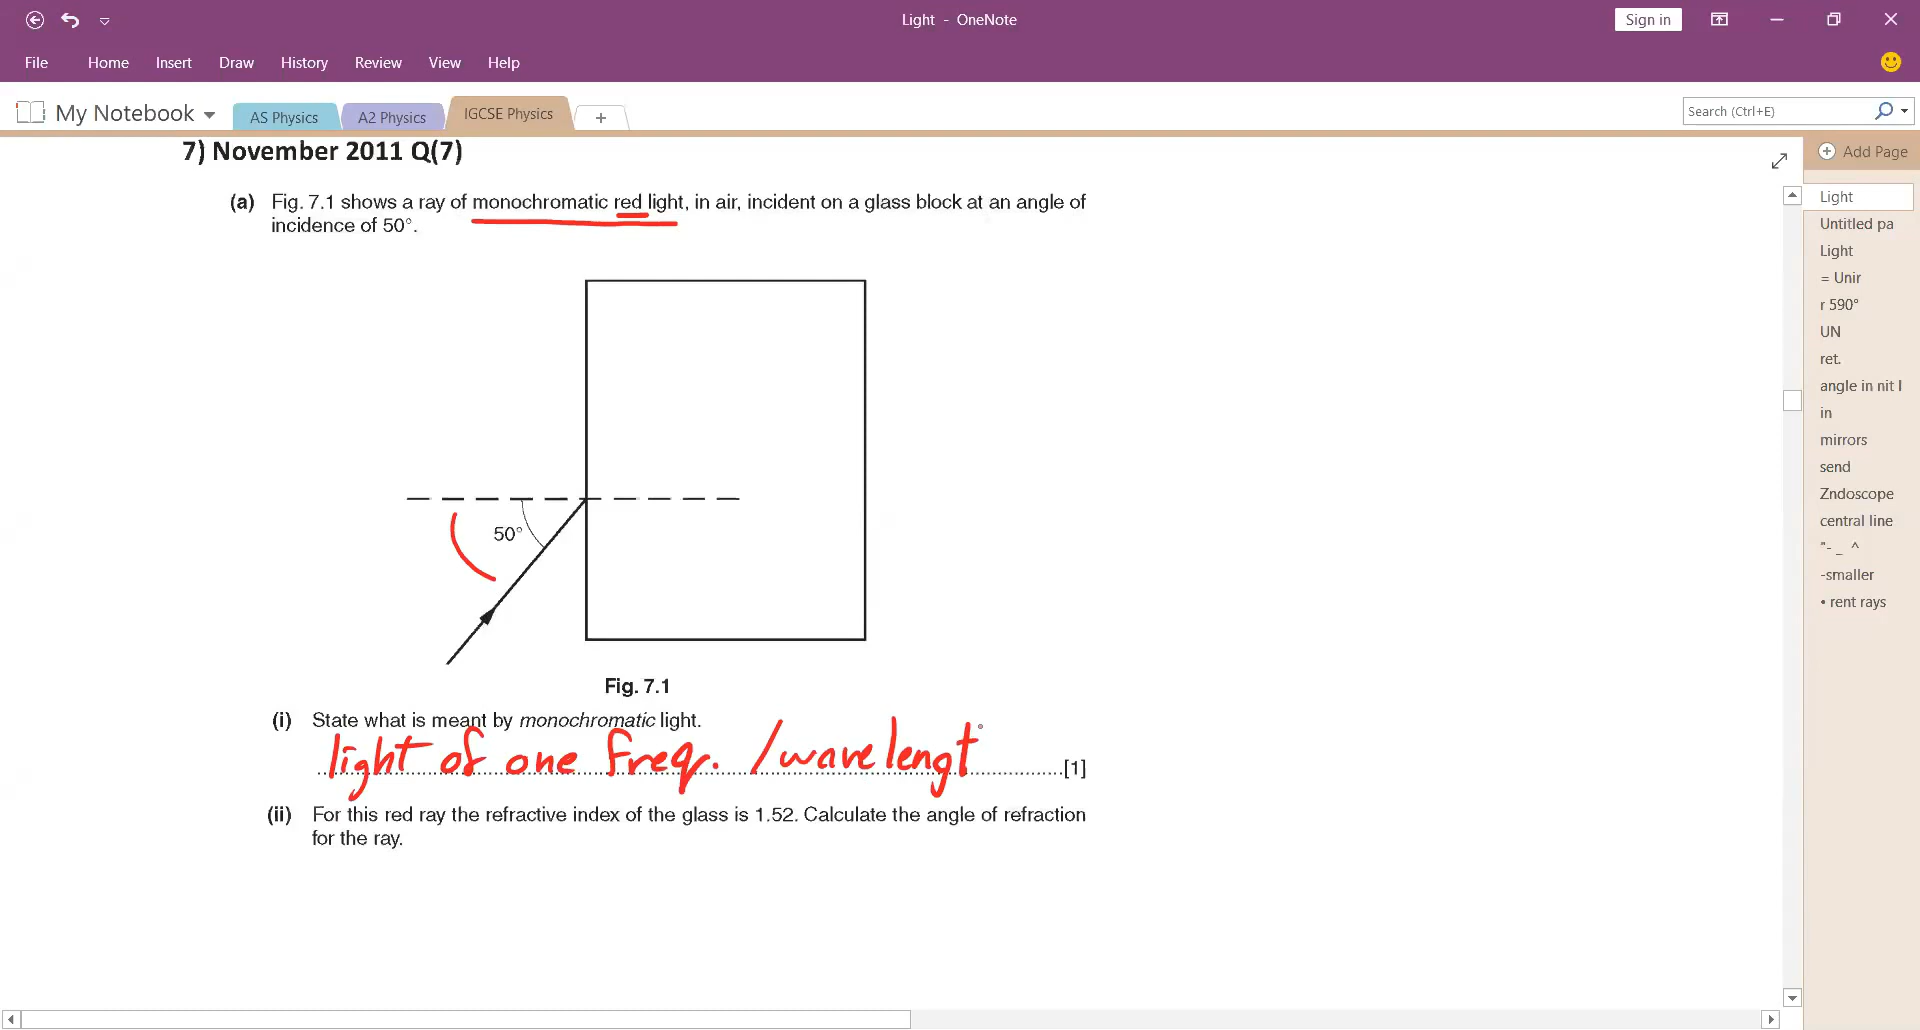 Light - OneNote
Sign in
File Home Insert Draw History Review View Help
My Notebook AS Physics A2 Physics IGCSE Physics +
Search (Ctrl+E)
7) November 2011 Q(7)
Add Page
(a) Fig. 7.1 shows a ray of monochromatic red light, in air, incident on a glass block at an angle of
incidence of 50°.
50°
Fig. 7.1
(i) State what is meant by monochromatic light.
light of one freq. /wavelengt
[1]
(ii) For this red ray the refractive index of the glass is 1.52. Calculate the angle of refraction
for the ray.
Light
Untitled pa
Light
= Unir
r 590°
UN
ret.
angle in nit I
in
mirrors
send
Zndoscope
central line
"- _ ^
-smaller
• rent rays